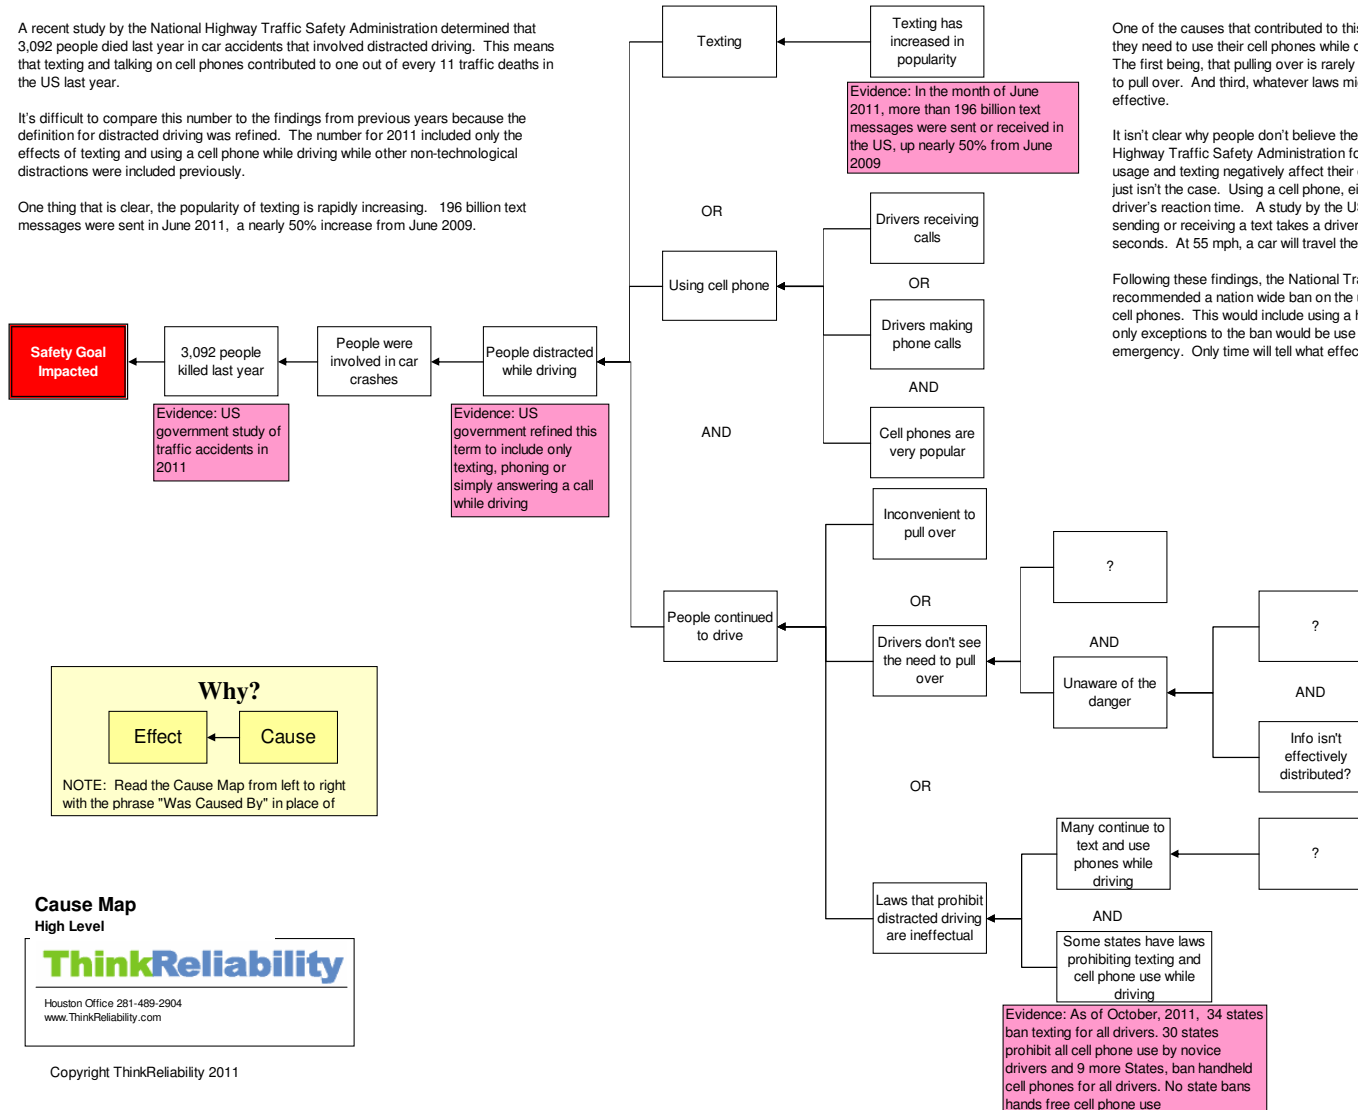 A recent study by the National Highway Traffic Safety Administration determined that
3,092 people died last year in car accidents that involved distracted driving.  This means
that texting and talking on cell phones contributed to one out of every 11 traffic deaths in
the US last year.
It's difficult to compare this number to the findings from previous years because the
definition for distracted driving was refined.  The number for 2011 included only the
effects of texting and using a cell phone while driving while other non-technological
distractions were included previously.
One thing that is clear, the popularity of texting is rapidly increasing.   196 billion text
messages were sent in June 2011,  a nearly 50% increase from June 2009.
Texting
Texting has
increased in
popularity
Evidence: In the month of June
2011, more than 196 billion text
messages were sent or received in
the US, up nearly 50% from June
2009
One of the causes that contributed to this
they need to use their cell phones while
The first being, that pulling over is rarely
to pull over.  And third, whatever laws
effective.
It isn't clear why people don't believe the
Highway Traffic Safety Administration
usage and texting negatively affect their
just isn't the case.  Using a cell phone,
driver's reaction time.  A study by the
sending or receiving a text takes a driver
seconds.  At 55 mph, a car will travel the
Following these findings, the National
recommended a nation wide ban on the
cell phones.  This would include using a
only exceptions to the ban would be use
emergency.  Only time will tell what
OR
Drivers receiving
calls
Using cell phone
OR
Drivers making
phone calls
AND
Cell phones are
very popular
Safety Goal
Impacted
3,092 people
killed last year
People were
involved in car
crashes
People distracted
while driving
Evidence: US
government study of
traffic accidents in
2011
Evidence: US
government refined this
term to include only
texting, phoning or
simply answering a call
while driving
AND
Inconvenient to
pull over
OR
People continued
to drive
Drivers don't see
the need to pull
over
?
AND
Unaware of the
danger
?
AND
Info isn't
effectively
distributed?
OR
Many continue to
text and use
phones while
driving
?
Laws that prohibit
distracted driving
are ineffectual
AND
Some states have laws
prohibiting texting and
cell phone use while
driving
Evidence: As of October, 2011,  34 states
ban texting for all drivers. 30 states
prohibit all cell phone use by novice
drivers and 9 more States, ban handheld
cell phones for all drivers. No state bans
hands free cell phone use
Why?
Effect
Cause
NOTE:  Read the Cause Map from left to right
with the phrase "Was Caused By" in place of
Cause Map
High Level
ThinkReliability
Houston Office 281-489-2904
www.ThinkReliability.com
Copyright ThinkReliability 2011